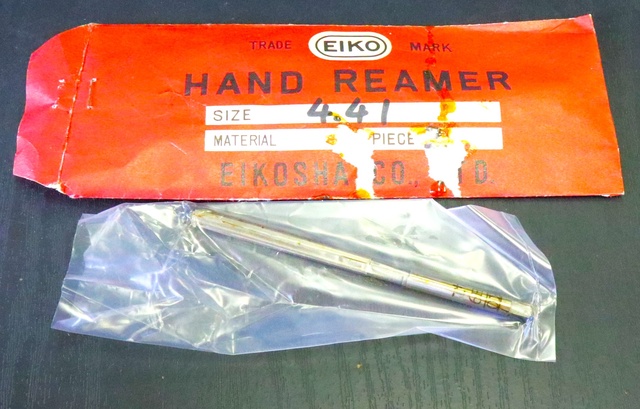 TRADE EIKO MARK
HAND REAMER
SIZE 4.41
MATERIAL PIECE
EIKOSHA CO.,